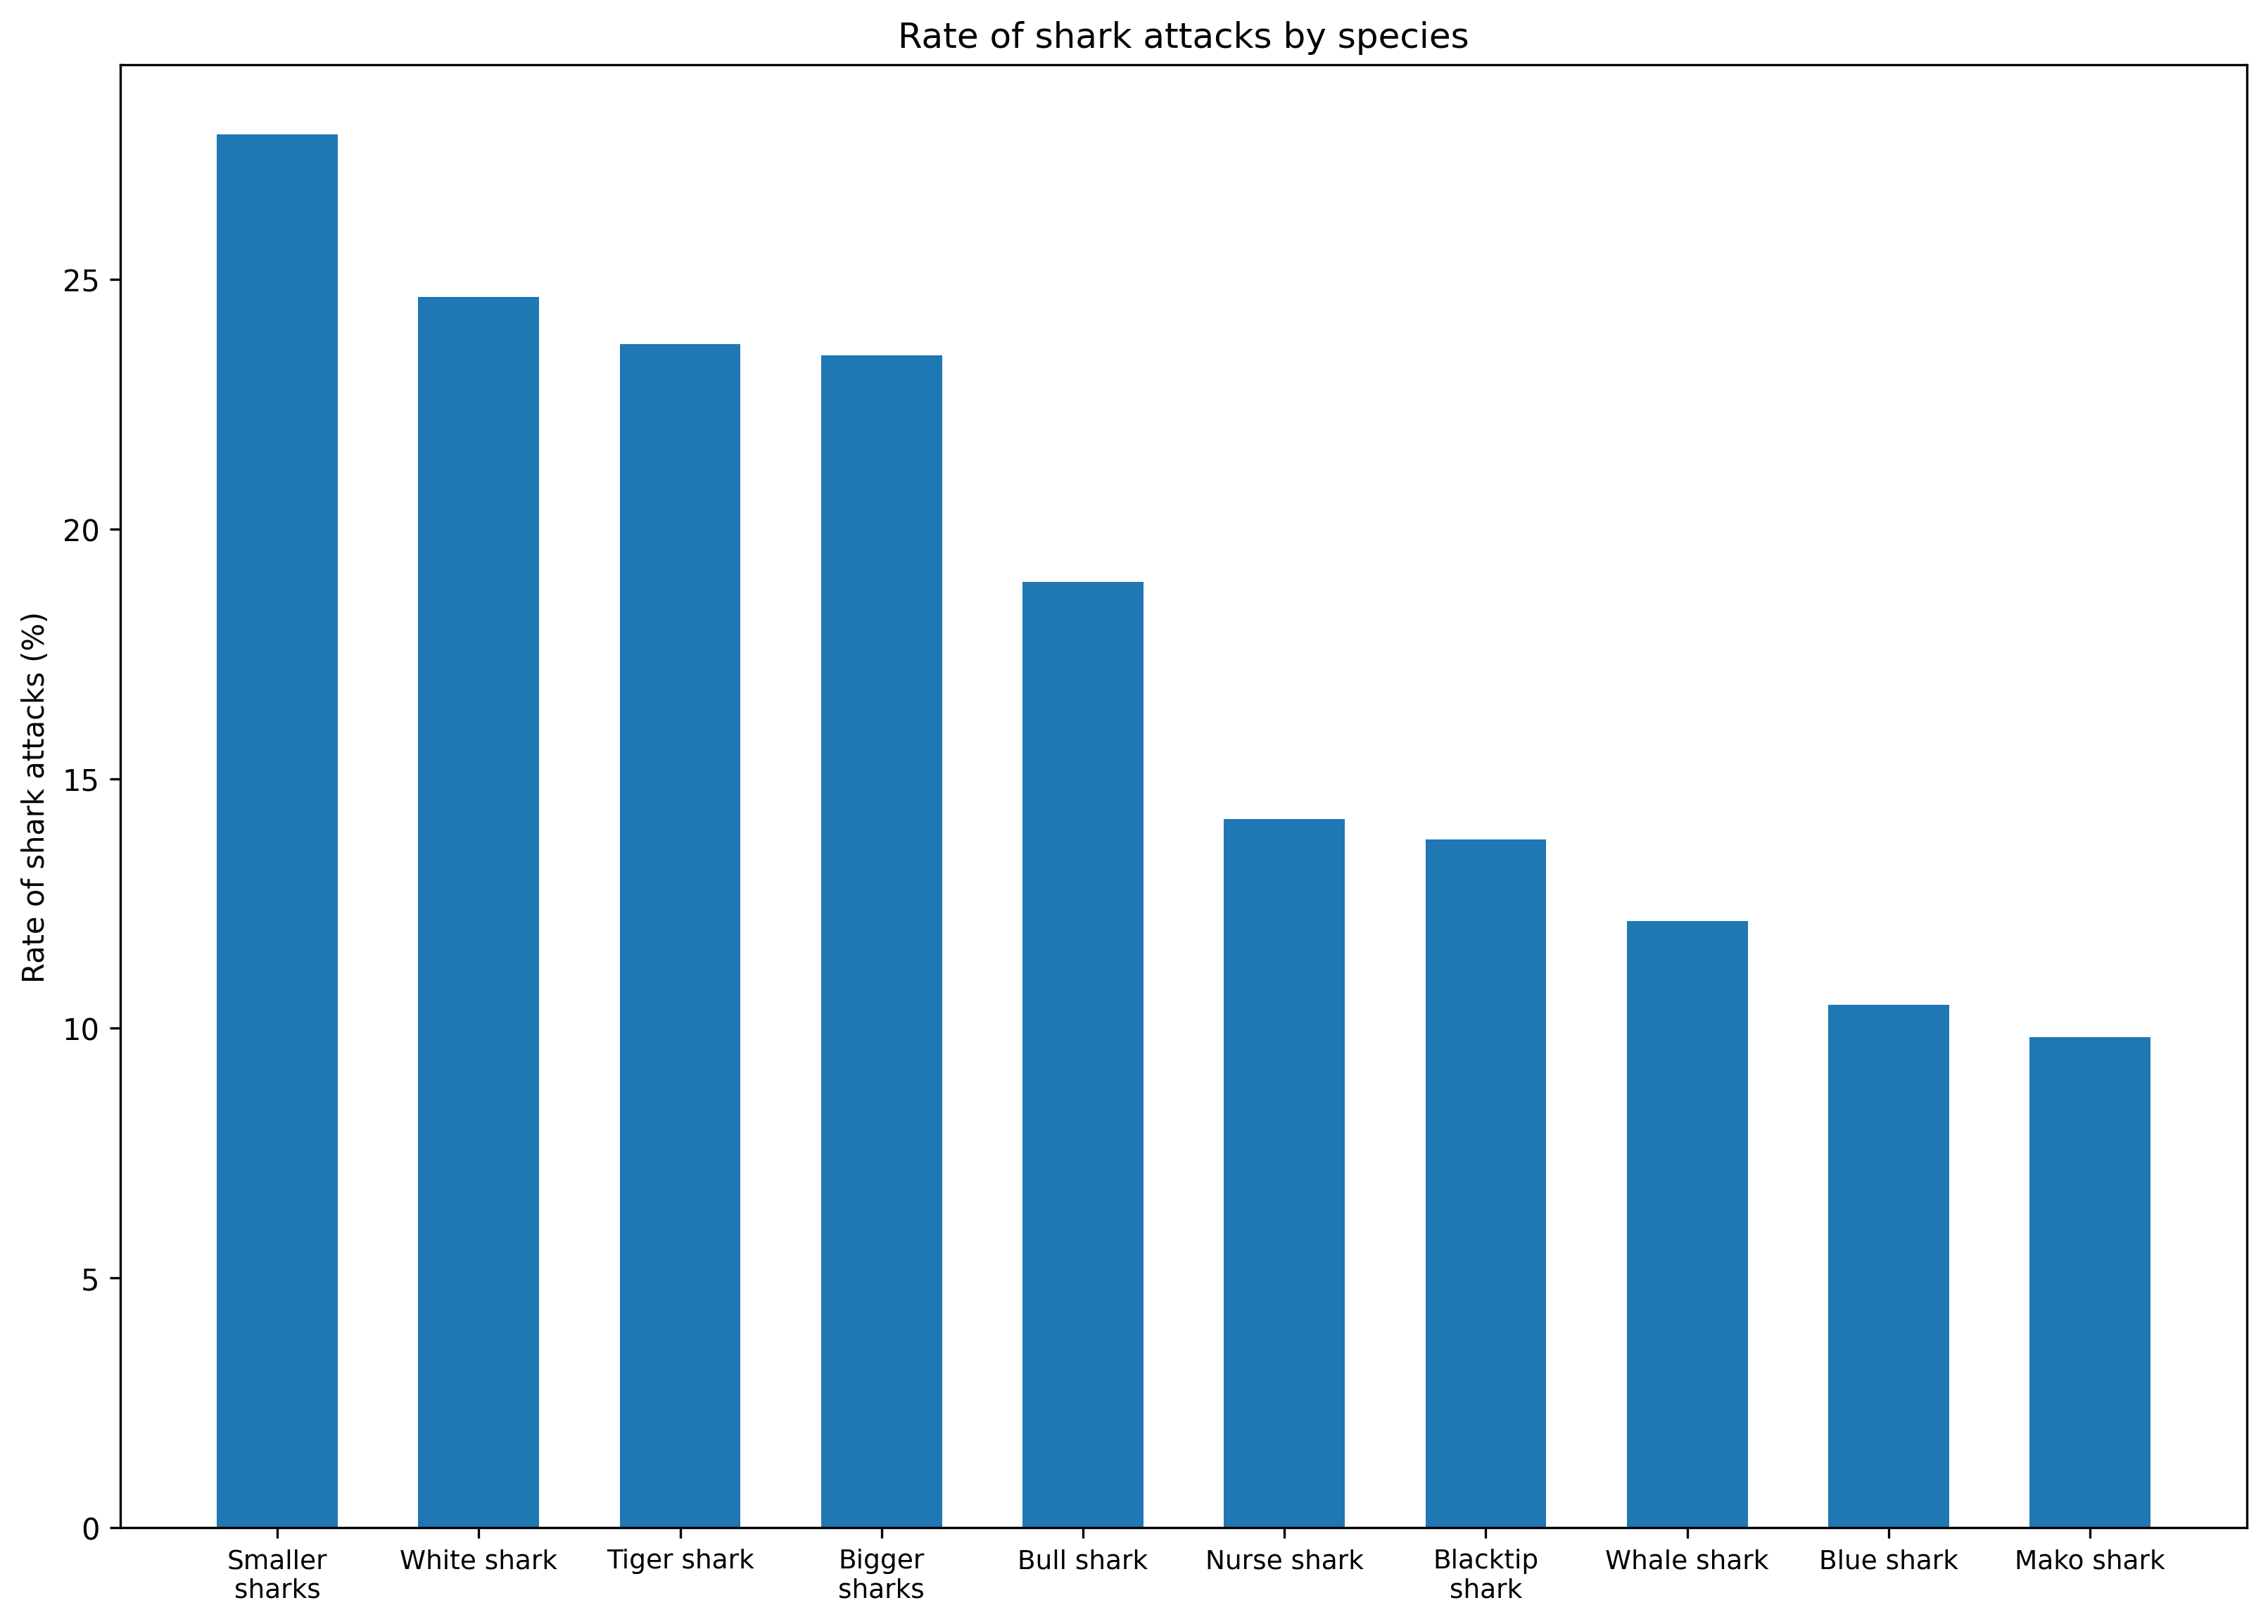 Rate of shark attacks by species
Rate of shark attacks (%)
25
20
15
10
5
0
Smaller
sharks
White shark
Tiger shark
Bigger
sharks
Bull shark
Nurse shark
Blacktip
shark
Whale shark
Blue shark
Mako shark